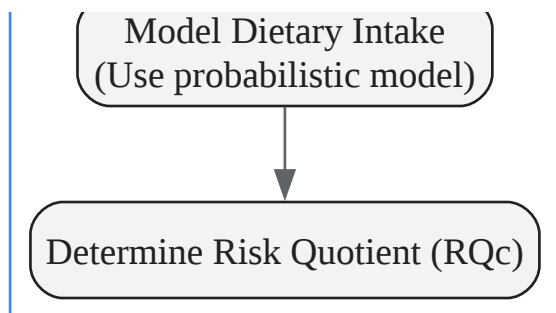 Model Dietary Intake
(Use probabilistic model)
Determine Risk Quotient (RQc)